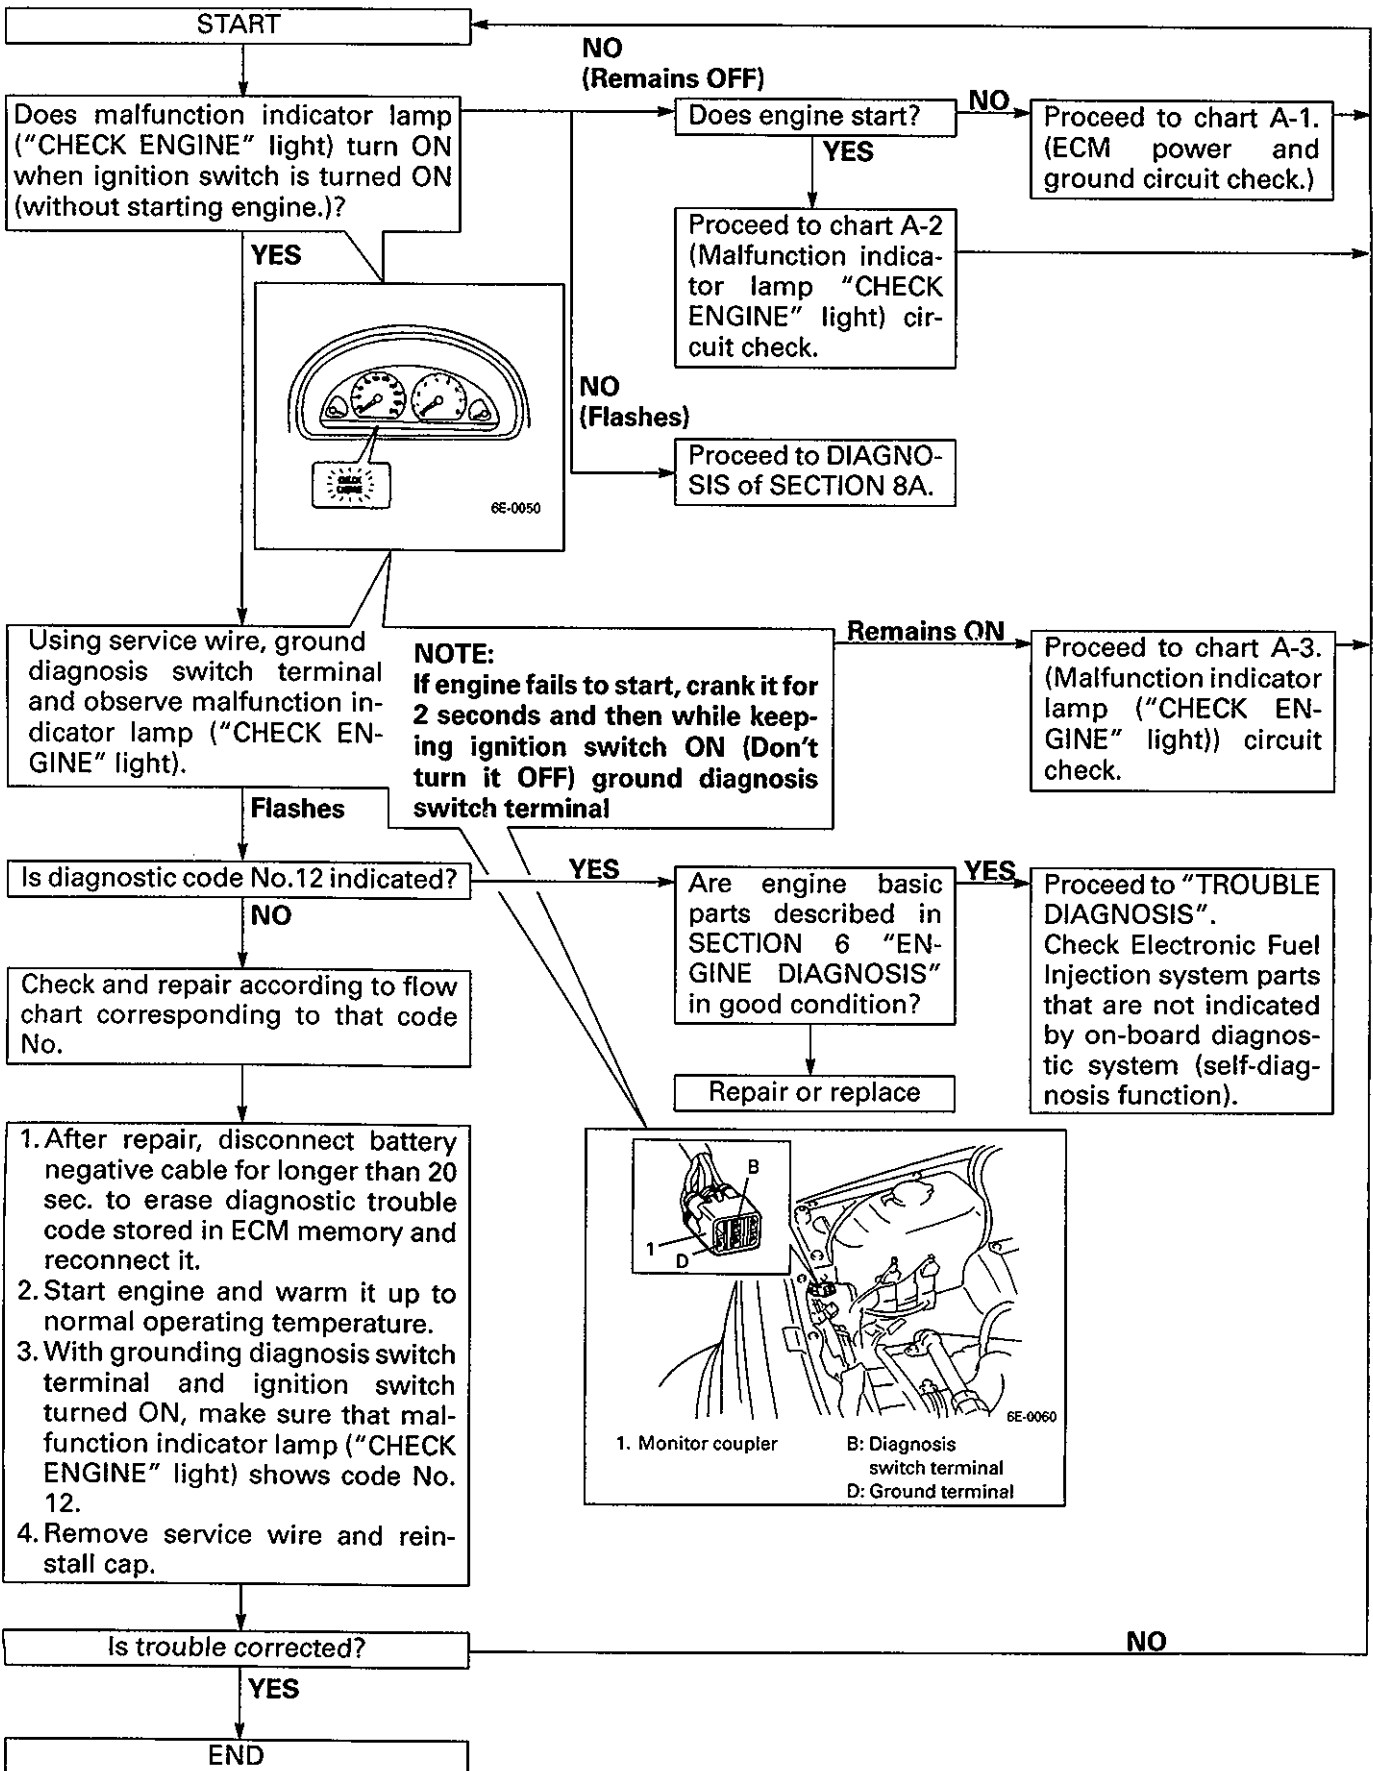 START
NO
(Remains OFF)
Does malfunction indicator lamp
("CHECK ENGINE" light) turn ON
when ignition switch is turned ON
(without starting engine.)?
Does engine start?
NO
Proceed to chart A-1.
(ECM power and
ground circuit check.)
YES
Proceed to chart A-2
(Malfunction indica-
tor lamp "CHECK
ENGINE" light) cir-
cuit check.
YES
CHECK
ENGINE
6E-0050
NO
(Flashes)
Proceed to DIAGNO-
SIS of SECTION 8A.
Using service wire, ground
diagnosis switch terminal
and observe malfunction in-
dicator lamp ("CHECK EN-
GINE" light).
NOTE:
If engine fails to start, crank it for
2 seconds and then while keep-
ing ignition switch ON (Don't
turn it OFF) ground diagnosis
switch terminal
Remains ON
Proceed to chart A-3.
(Malfunction indicator
lamp ("CHECK EN-
GINE" light)) circuit
check.
Flashes
Is diagnostic code No.12 indicated?
YES
Are engine basic
parts described in
SECTION 6 "EN-
GINE DIAGNOSIS"
in good condition?
YES
Proceed to "TROUBLE
DIAGNOSIS".
Check Electronic Fuel
Injection system parts
that are not indicated
by on-board diagnos-
tic system (self-diag-
nosis function).
NO
Check and repair according to flow
chart corresponding to that code
No.
Repair or replace
1. After repair, disconnect battery
negative cable for longer than 20
sec. to erase diagnostic trouble
code stored in ECM memory and
reconnect it.
2. Start engine and warm it up to
normal operating temperature.
3. With grounding diagnosis switch
terminal and ignition switch
turned ON, make sure that mal-
function indicator lamp ("CHECK
ENGINE" light) shows code No.
12.
4. Remove service wire and rein-
stall cap.
B
1
D
6E-0060
1. Monitor coupler
B: Diagnosis
switch terminal
D: Ground terminal
Is trouble corrected?
NO
YES
END